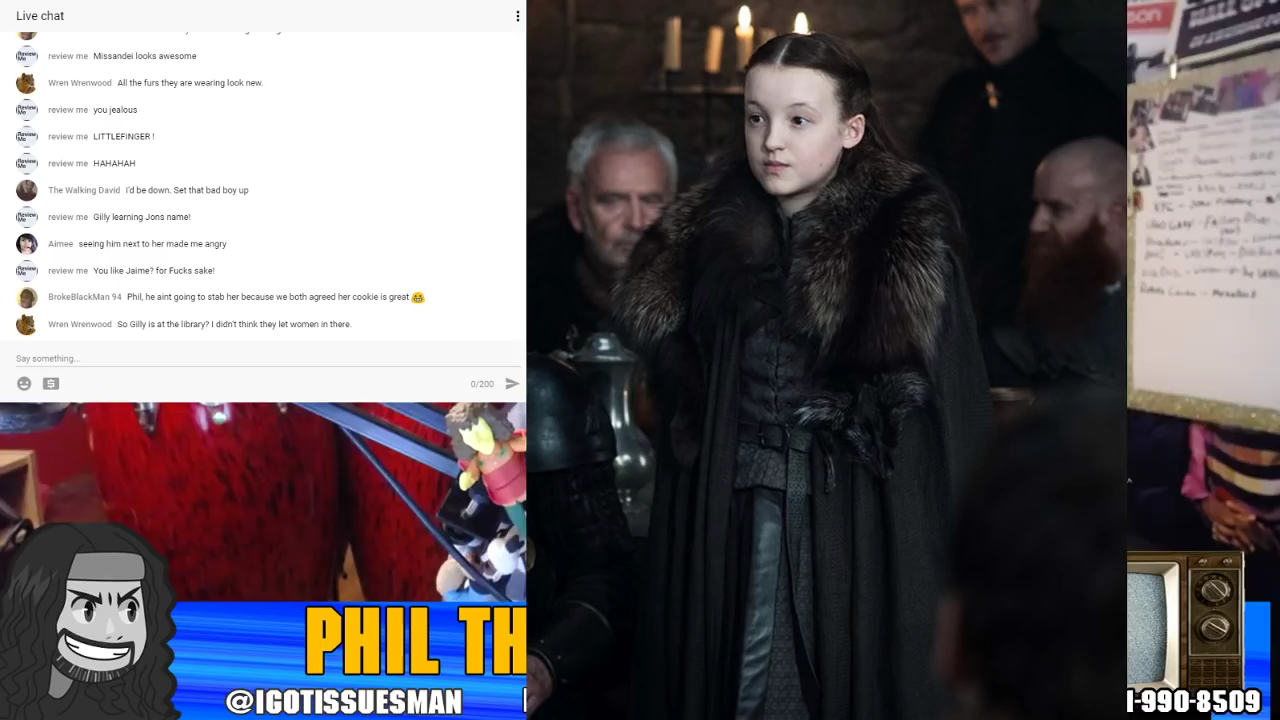 Live chat
review me Missandei looks awesome
Wren Wrenwood All the furs they are wearing look new.
review me you jealous
review me LITTLEFINGER !
review me HAHAHAH
The Walking David I'd be down. Set that bad boy up
review me Gilly learning Jons name!
Aimee seeing him next to her made me angry
review me You like Jaime? for Fucks sake!
BrokeBlackMan 94 Phil, he aint going to stab her because we both agreed her cookie is great 😂
Wren Wrenwood So Gilly is at the library? I didn't think they let women in there.
Say something...
0/200
PHIL TH
@IGOTISSUESMAN
1-990-8509